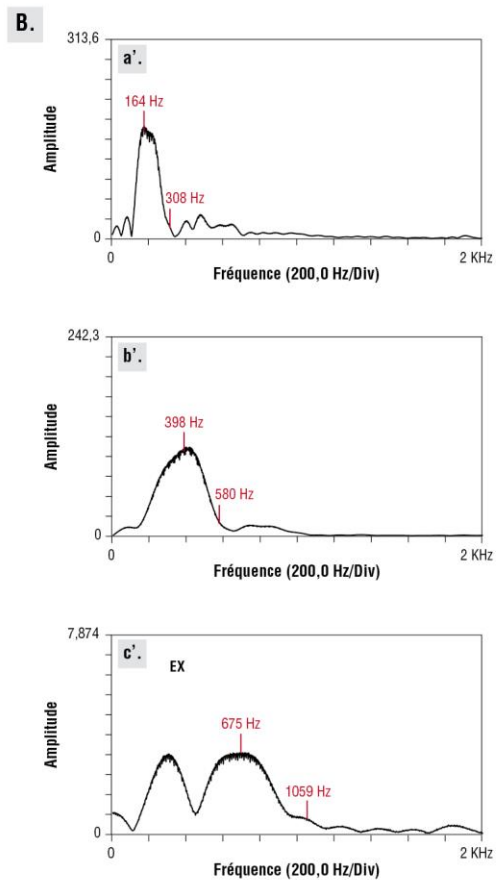 B.
313,6
a'.
164 Hz
308 Hz
Amplitude
0
0
2 KHz
Fréquence (200,0 Hz/Div)
242,3
b'.
398 Hz
580 Hz
Amplitude
0
0
2 KHz
Fréquence (200,0 Hz/Div)
7,874
c'.
EX
675 Hz
1059 Hz
Amplitude
0
0
2 KHz
Fréquence (200,0 Hz/Div)